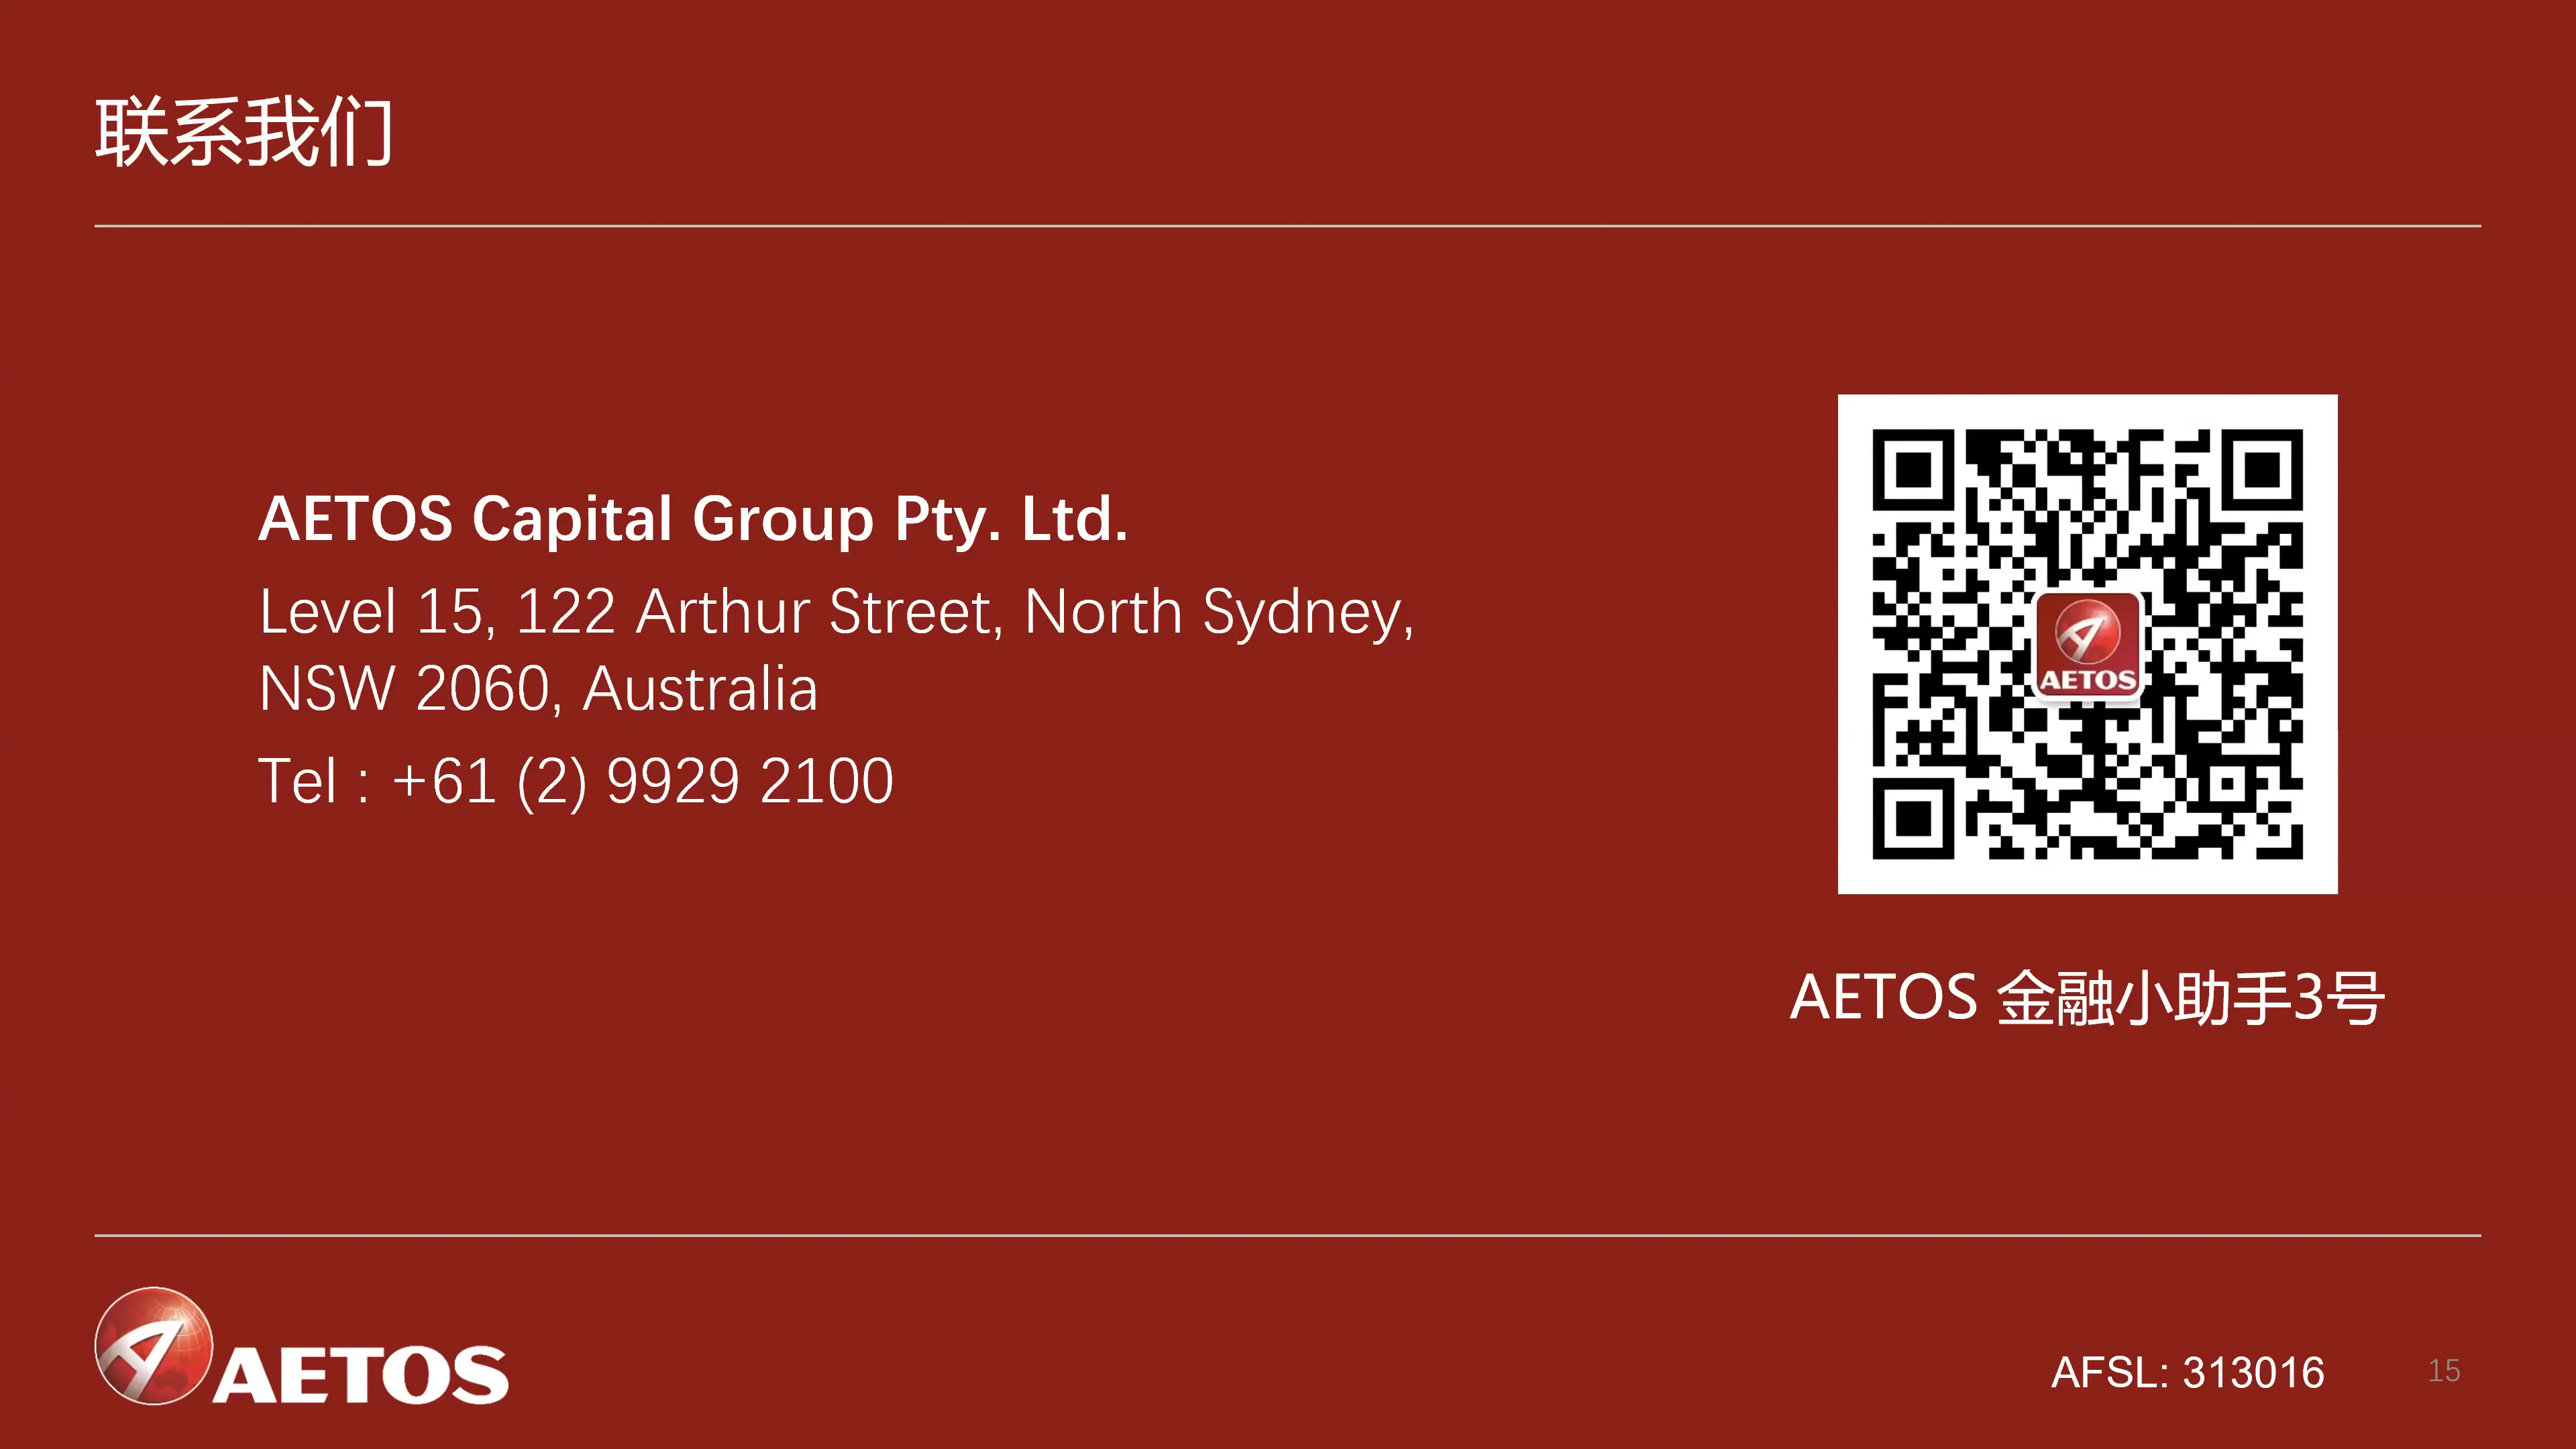 联系我们
AETOS Capital Group Pty. Ltd.
Level 15, 122 Arthur Street, North Sydney,
NSW 2060, Australia
Tel : +61 (2) 9929 2100
AETOS
AETOS 金融小助手3号
AETOS
AFSL: 313016
15